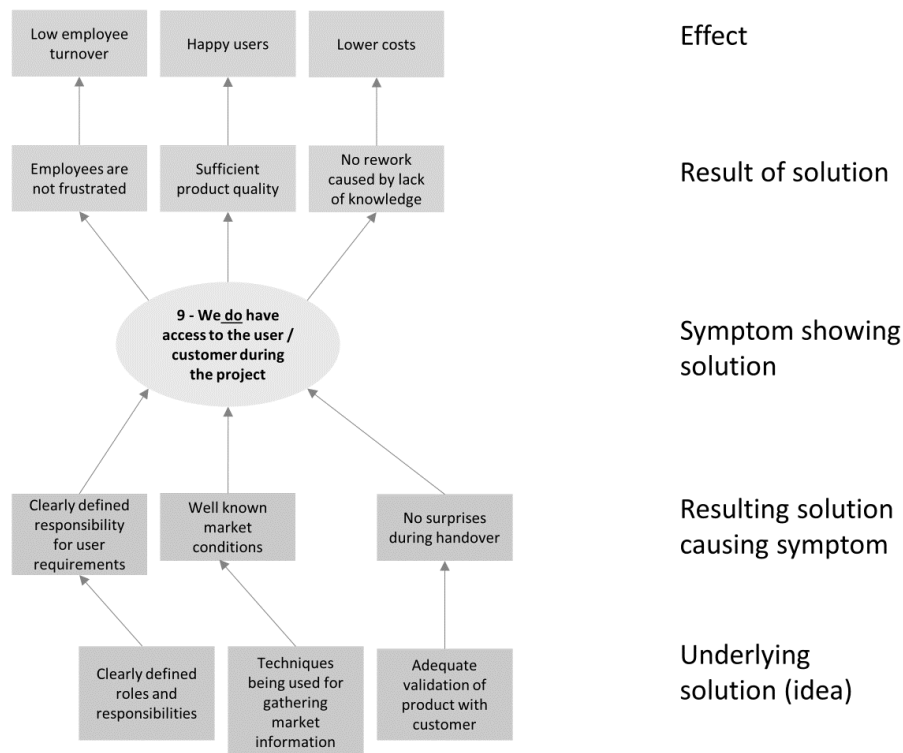 Low employee
turnover
Happy users
Lower costs
Effect
Employees are
not frustrated
Sufficient
product quality
No rework
caused by lack
of knowledge
Result of solution
9 - We do have
access to the user /
customer during
the project
Symptom showing
solution
Clearly defined
responsibility
for user
requirements
Well known
market
conditions
No surprises
during handover
Resulting solution
causing symptom
Clearly defined
roles and
responsibilities
Techniques
being used for
gathering
market
information
Adequate
validation of
product with
customer
Underlying
solution (idea)